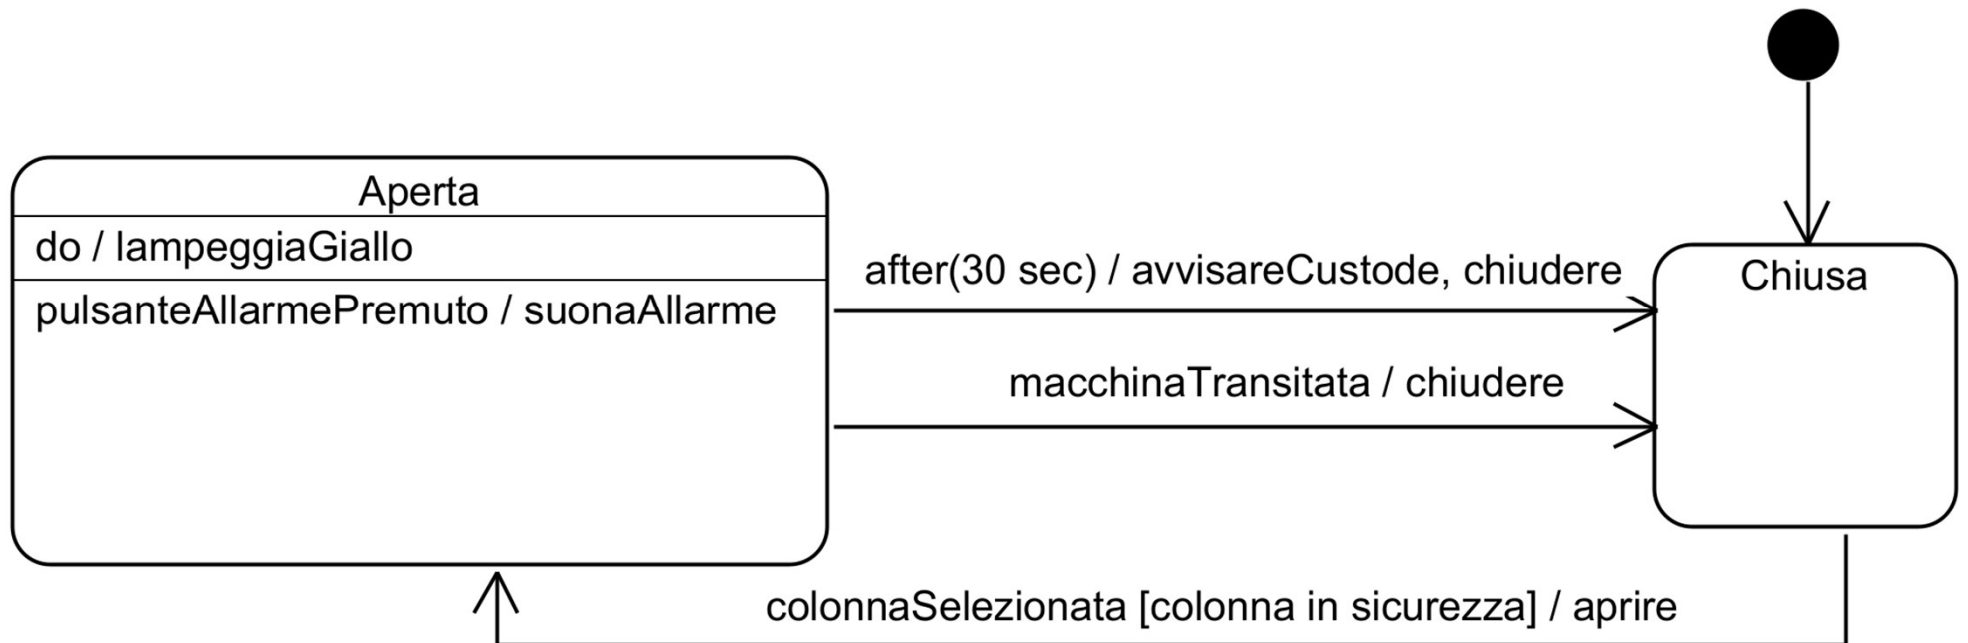 Aperta
do / lampeggiaGiallo
pulsanteAllarmePremuto / suonaAllarme
after(30 sec) / avvisareCustode, chiudere
macchinaTransitata / chiudere
Chiusa
colonnaSelezionata [colonna in sicurezza] / aprire